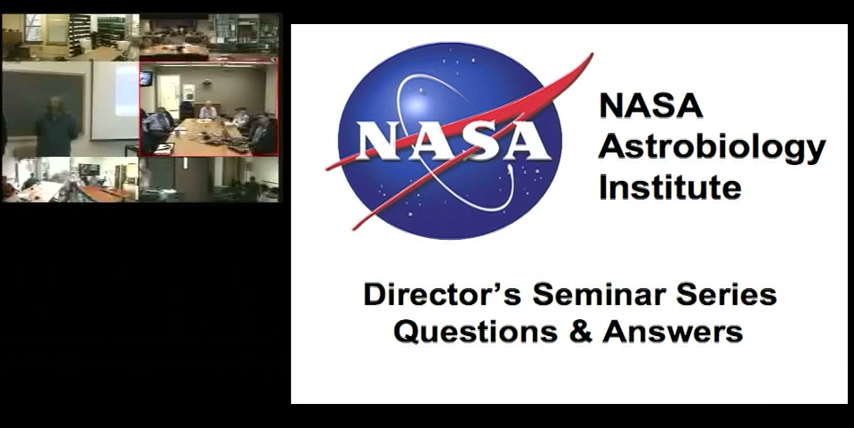 NASA
NASA
Astrobiology
Institute
Director's Seminar Series
Questions & Answers